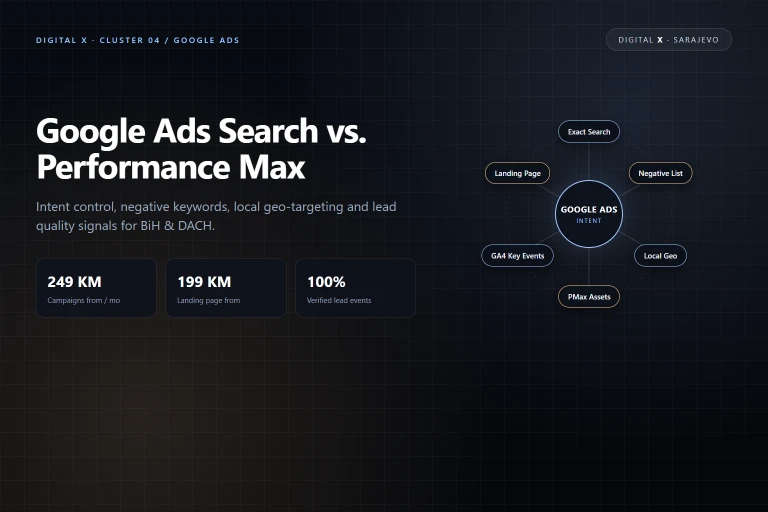 DIGITAL X · CLUSTER 04 / GOOGLE ADS
DIGITAL X · SARAJEVO
Google Ads Search vs.
Performance Max
Intent control, negative keywords, local geo-targeting and lead
quality signals for BiH & DACH.
249 KM
Campaigns from / mo
199 KM
Landing page from
100%
Verified lead events
Exact Search
Landing Page
Negative List
GOOGLE ADS
INTENT
GA4 Key Events
Local Geo
PMax Assets